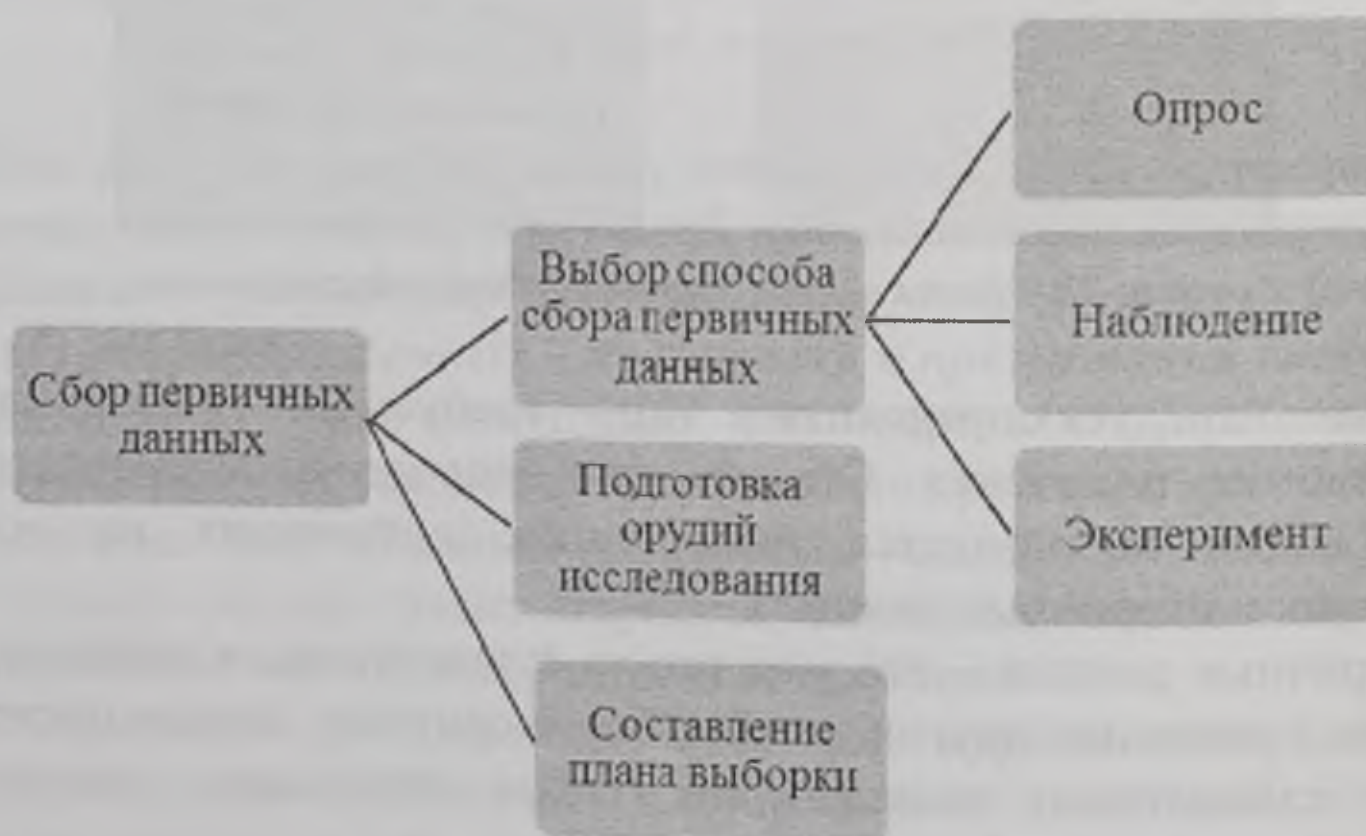 Сбор первичных
данных
Выбор способа
сбора первичных
данных
Подготовка
орудий
исследования
Составление
плана выборки
Опрос
Наблюдение
Эксперимент